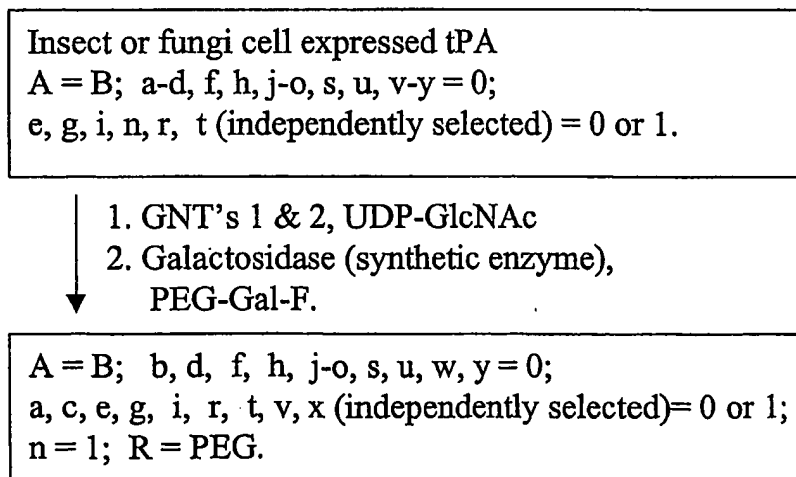 Insect or fungi cell expressed tPA
A = B; a-d, f, h, j-o, s, u, v-y = 0;
e, g, i, n, r, t (independently selected) = 0 or 1.
1. GNT's 1 & 2, UDP-GlcNAc
2. Galactosidase (synthetic enzyme),
PEG-Gal-F.
A = B; b, d, f, h, j-o, s, u, w, y = 0;
a, c, e, g, i, r, t, v, x (independently selected)= 0 or 1;
n = 1; R = PEG.